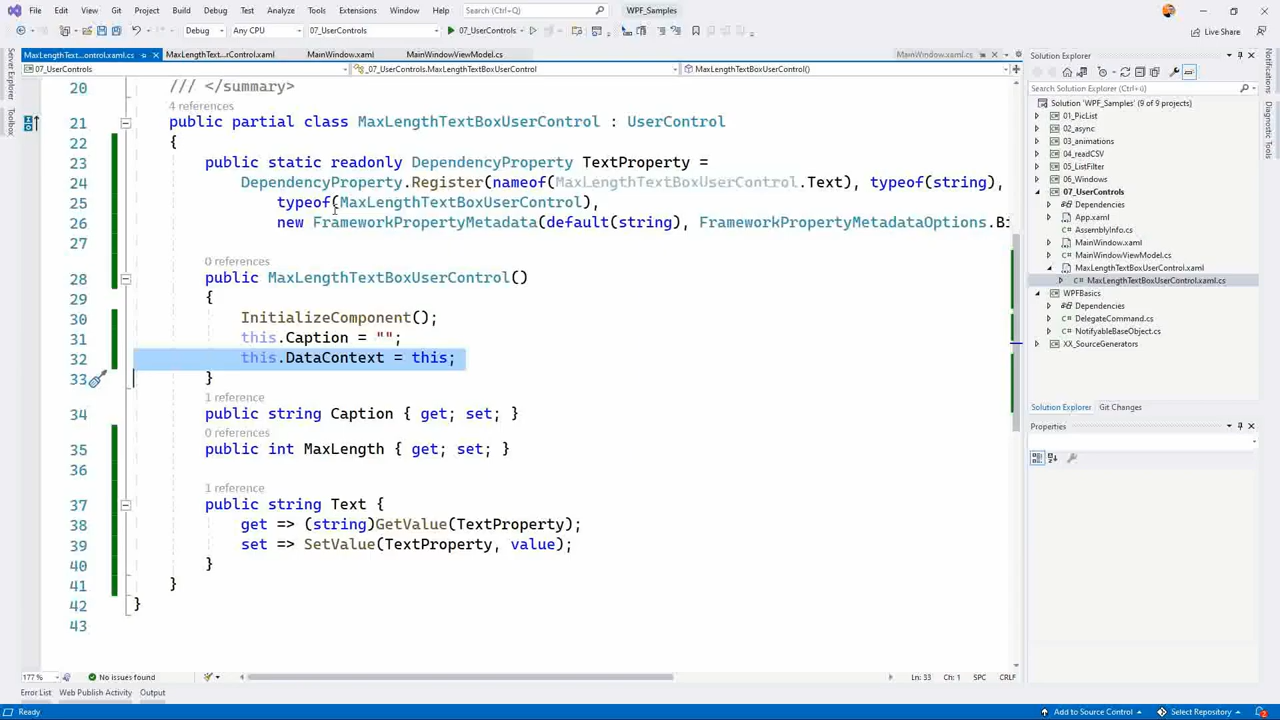 File Edit View Git Project Build Debug Test Analyze Tools Extensions Window Help Search (Ctrl+Q) WPF_Samples
Debug Any CPU 07_UserControls 07_UserControls Live Share
MaxLengthText...ontrol.xaml.cs MaxLengthTextB...rControl.xaml MainWindow.xaml MainWindowViewModel.cs MainWindow.xaml.cs
07_UserControls _07_UserControls.MaxLengthTextBoxUserControl MaxLengthTextBoxUserControl()
Server Explorer
Toolbox
20 /// </summary>
4 references
21 public partial class MaxLengthTextBoxUserControl : UserControl
22 {
23 public static readonly DependencyProperty TextProperty =
24 DependencyProperty.Register(nameof(MaxLengthTextBoxUserControl.Text), typeof(string),
25 typeof(MaxLengthTextBoxUserControl),
26 new FrameworkPropertyMetadata(default(string), FrameworkPropertyMetadataOptions.Bi
27
0 references
28 public MaxLengthTextBoxUserControl()
29 {
30 InitializeComponent();
31 this.Caption = "";
32 this.DataContext = this;
33 }
1 reference
34 public string Caption { get; set; }
0 references
35 public int MaxLength { get; set; }
36
1 reference
37 public string Text {
38 get => (string)GetValue(TextProperty);
39 set => SetValue(TextProperty, value);
40 }
41 }
42 }
43
177 % No issues found Ln: 33 Ch: 1 SPC CRLF
Error List Web Publish Activity Output
Ready Add to Source Control Select Repository
Solution Explorer
Search Solution Explorer (Ctrl+ü)
Solution 'WPF_Samples' (9 of 9 projects)
01_PicList
02_async
03_animations
04_readCSV
05_ListFilter
06_Windows
07_UserControls
Dependencies
App.xaml
AssemblyInfo.cs
MainWindow.xaml
MainWindowViewModel.cs
MaxLengthTextBoxUserControl.xaml
MaxLengthTextBoxUserControl.xaml.cs
WPFBasics
Dependencies
DelegateCommand.cs
NotifyableBaseObject.cs
XX_SourceGenerators
Solution Explorer Git Changes
Properties
Notifications
Diagnostic Tools